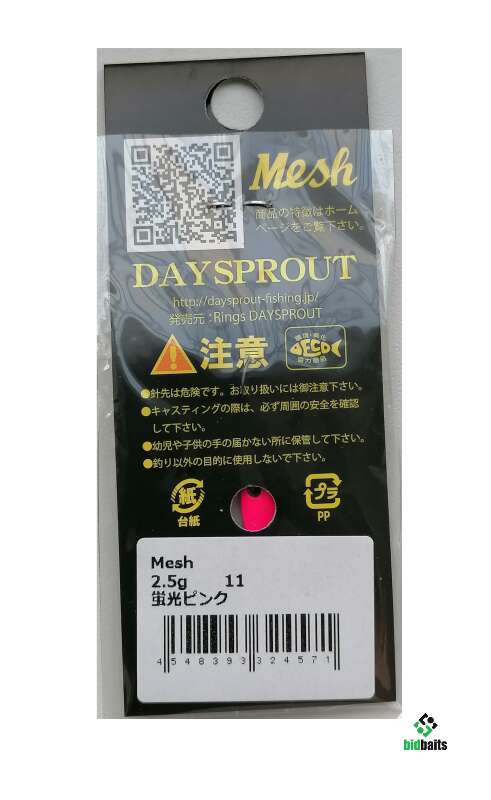 Mesh
商品の特徴はホーム
ページをご覧下さい。
DAYSPROUT
http://daysprout-fishing.jp/
発売元：Rings DAYSPROUT
注意
ECO
●針先は危険です。お取り扱いには御注意下さい。
●キャスティングの際は、必ず周囲の安全を確認
して下さい。
●幼児や子供の手の届かない所に保管して下さい。
●釣り以外の目的に使用しないで下さい。
紙
台紙
プラ
PP
Mesh
2.5g 11
蛍光ピンク
4548393324571
bidbaits